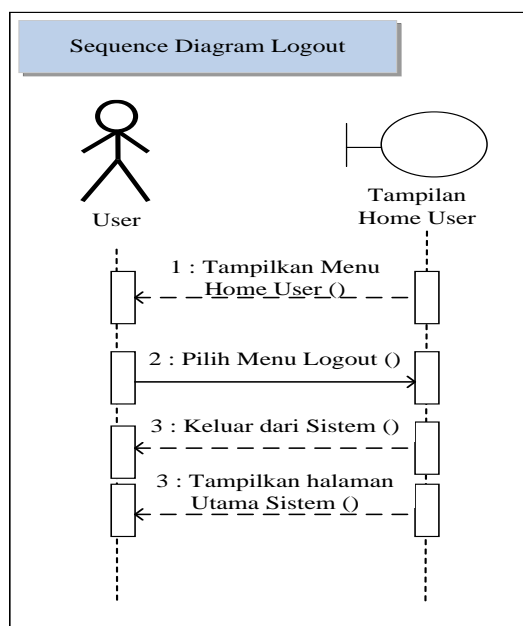 Sequence Diagram Logout
User
Tampilan
Home User
1 : Tampilkan Menu
Home User ()
2 : Pilih Menu Logout ()
3 : Keluar dari Sistem ()
3 : Tampilkan halaman
Utama Sistem ()